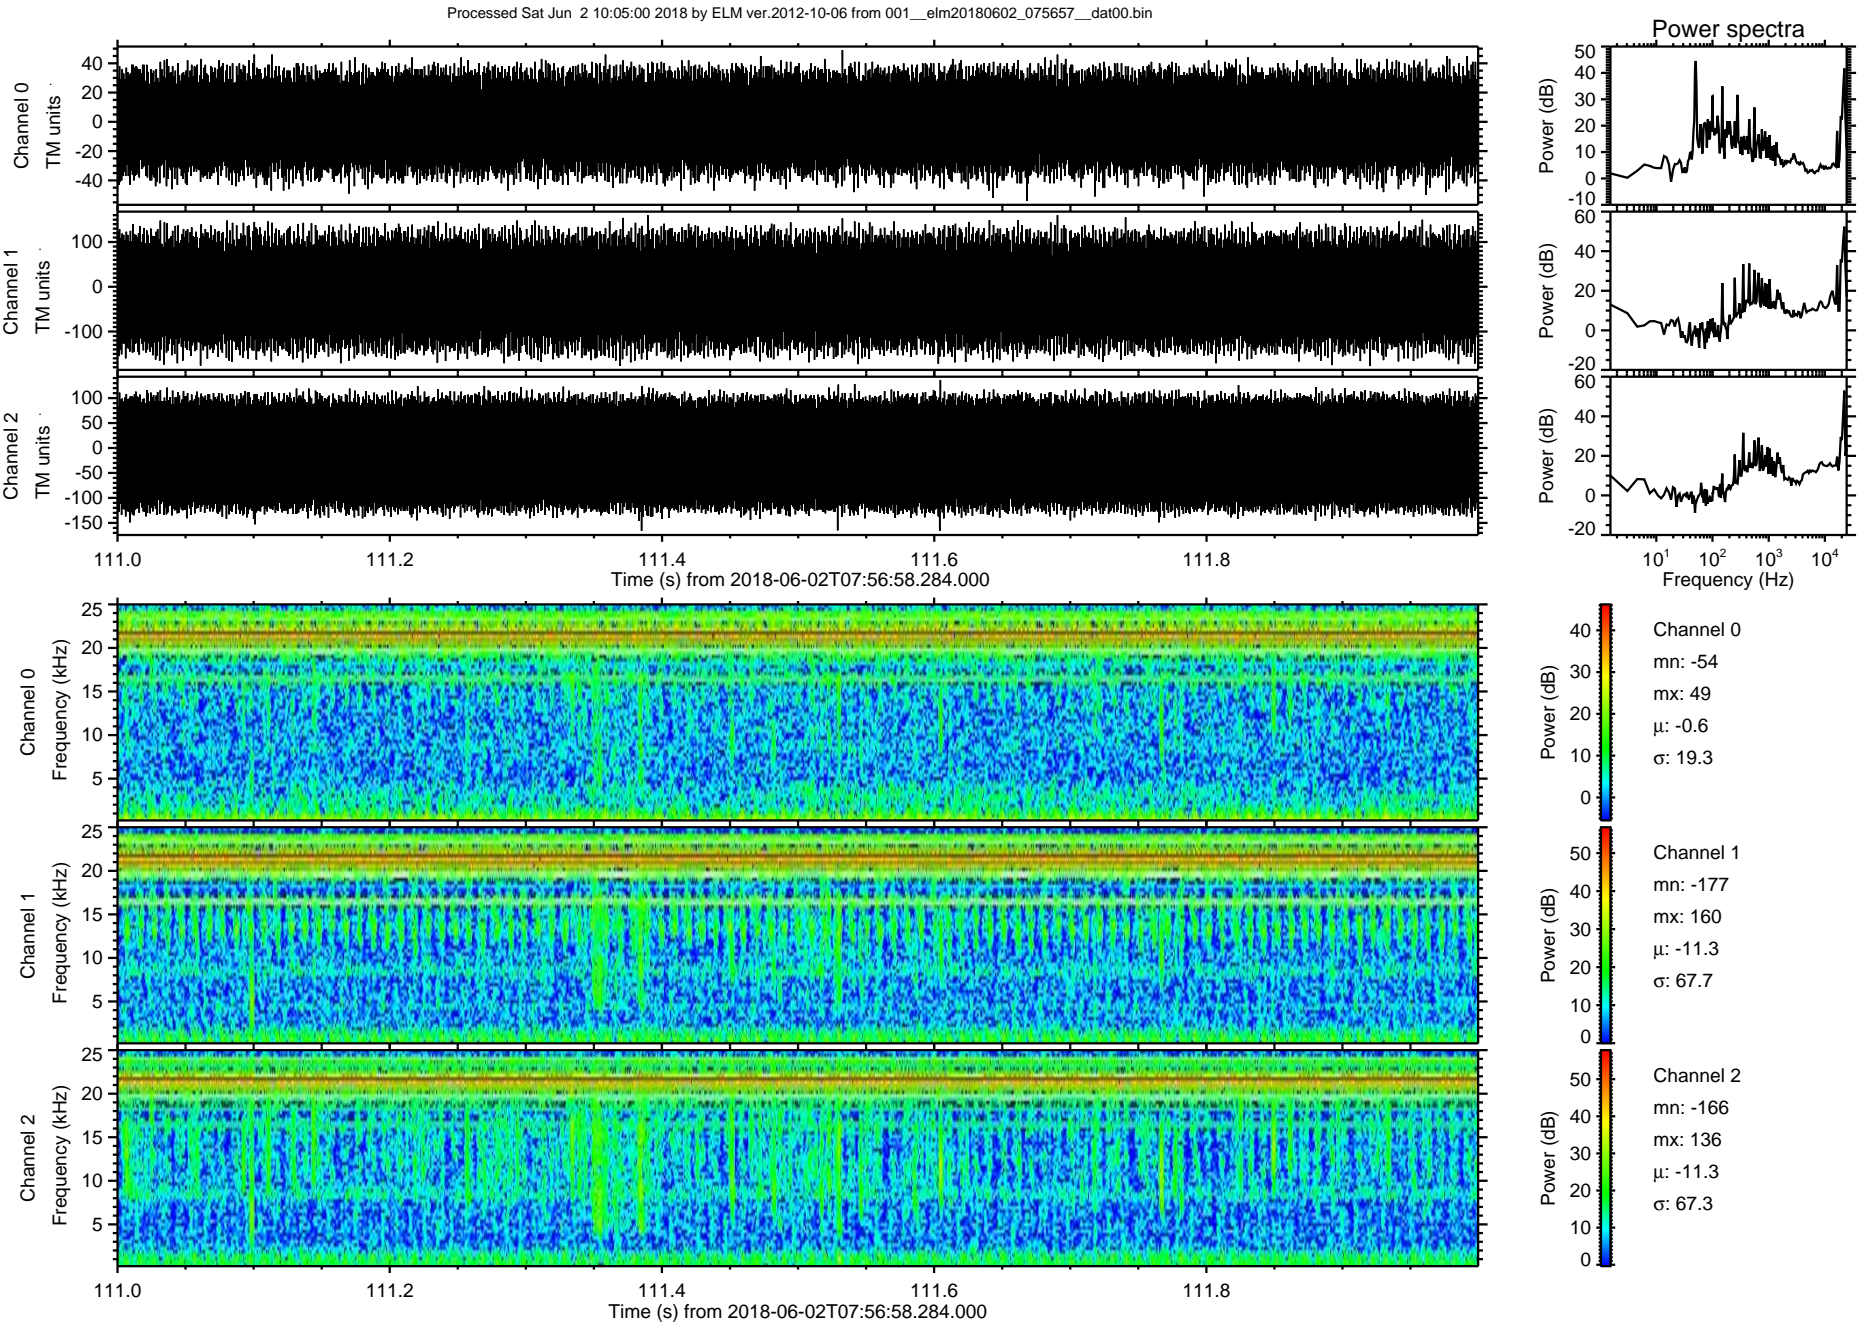 Processed Sat Jun  2 10:05:00 2018 by ELM ver.2012-10-06 from 001__elm20180602_075657__dat00.bin
Power spectra
Channel 0
TM units
40
20
0
-20
-40
Power (dB)
50
40
30
20
10
0
-10
Channel 1
TM units
100
0
-100
Power (dB)
60
40
20
0
-20
Channel 2
TM units
100
50
0
-50
-100
-150
Power (dB)
60
40
20
0
-20
111.0 111.2 111.4 111.6 111.8
Time (s) from 2018-06-02T07:56:58.284.000
10^1 10^2 10^3 10^4
Frequency (Hz)
Channel 0
Frequency (kHz)
25
20
15
10
5
Power (dB)
40
30
20
10
0
Channel 0
mn: -54
mx: 49
μ: -0.6
σ: 19.3
Channel 1
Frequency (kHz)
25
20
15
10
5
Power (dB)
50
40
30
20
10
0
Channel 1
mn: -177
mx: 160
μ: -11.3
σ: 67.7
Channel 2
Frequency (kHz)
25
20
15
10
5
Power (dB)
50
40
30
20
10
0
Channel 2
mn: -166
mx: 136
μ: -11.3
σ: 67.3
111.0 111.2 111.4 111.6 111.8
Time (s) from 2018-06-02T07:56:58.284.000